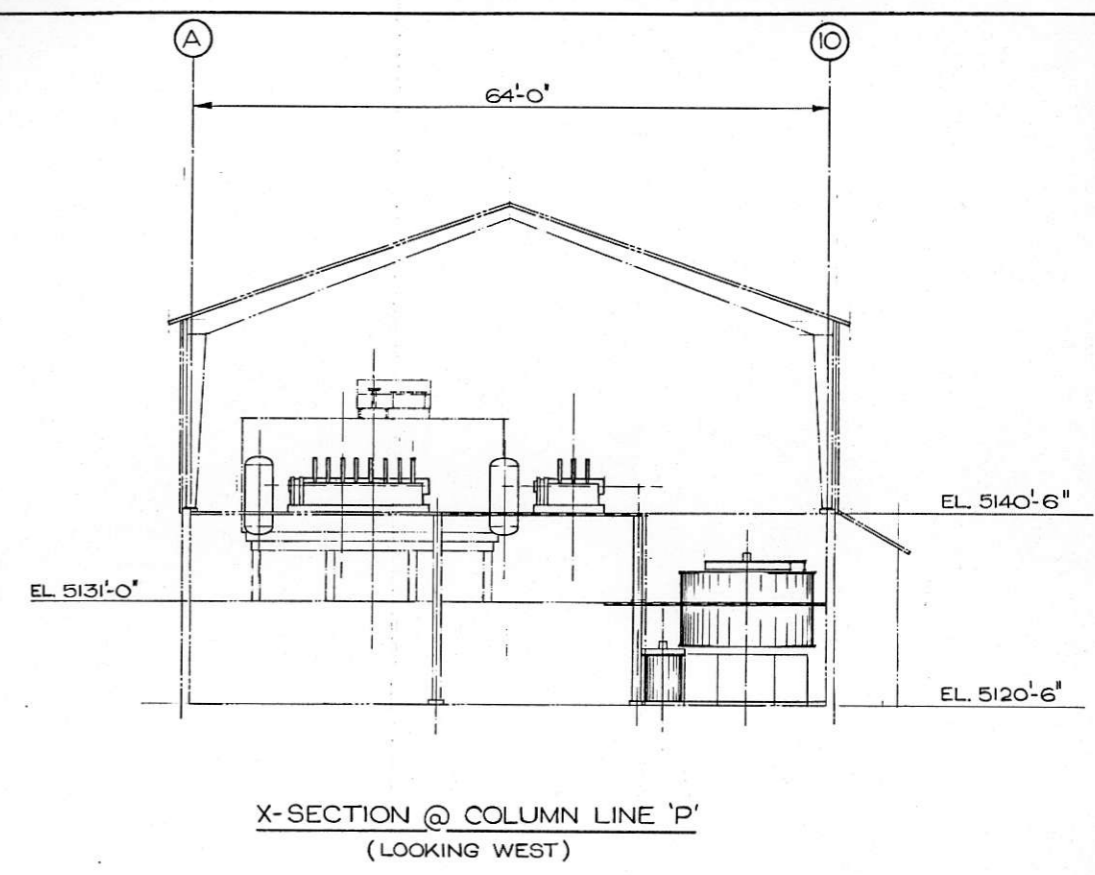 A
10
64'-0"
EL. 5140'-6"
EL. 5131'-0"
EL. 5120'-6"
X-SECTION @ COLUMN LINE 'P'
(LOOKING WEST)